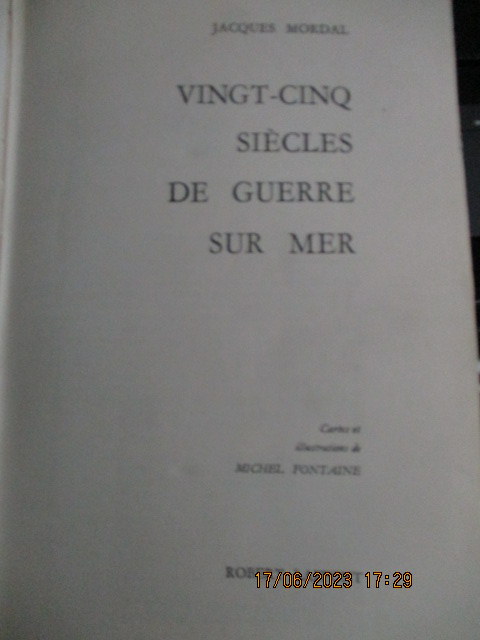 JACQUES MORDAL
VINGT-CINQ
SIÈCLES
DE GUERRE
SUR MER
Cartes et
illustrations de
MICHEL FONTAINE
17/06/2023 17:29